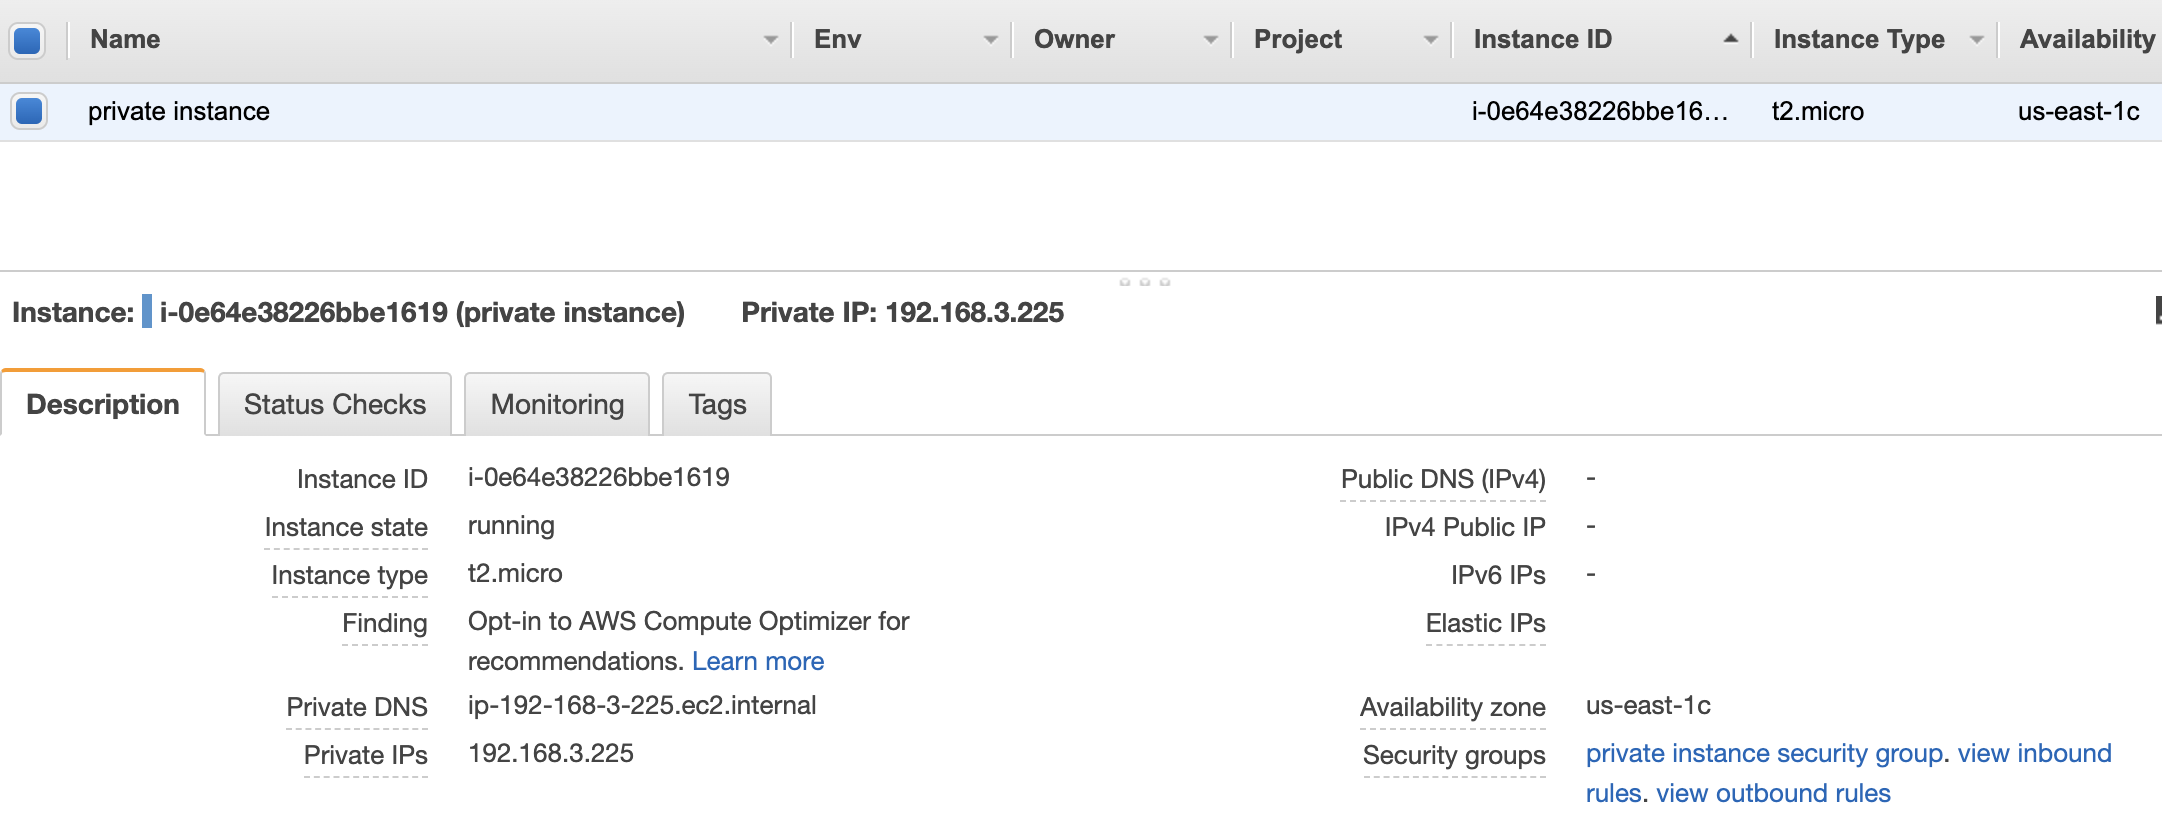 Name Env Owner Project Instance ID Instance Type Availability
private instance i-0e64e38226bbe16... t2.micro us-east-1c
Instance: i-0e64e38226bbe1619 (private instance) Private IP: 192.168.3.225
Description Status Checks Monitoring Tags
Instance ID i-0e64e38226bbe1619 Public DNS (IPv4) -
Instance state running IPv4 Public IP -
Instance type t2.micro IPv6 IPs -
Finding Opt-in to AWS Compute Optimizer for Elastic IPs
recommendations. Learn more
Private DNS ip-192-168-3-225.ec2.internal Availability zone us-east-1c
Private IPs 192.168.3.225 Security groups private instance security group. view inbound
rules. view outbound rules